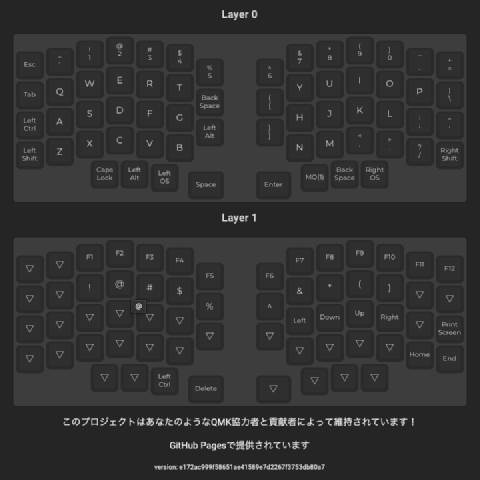 Layer 0
Esc ~ ` ! 1 @ 2 # 3 $ 4 % 5 ^ 6 & 7 * 8 ( 9 ) 0 _ - + =
Tab Q W E R T Back Space { [ Y U I O P | \
Left Ctrl A S D F G Left Alt } ] H J K L : ; " '
Left Shift Z X C V B N M < , > . ? / Right Shift
Caps Lock Left Alt Left OS Space Enter MO(1) Back Space Right OS
Layer 1
▽ ▽ F1 F2 F3 F4 F5 F6 F7 F8 F9 F10 F11 F12
▽ ▽ ! @ # $ % ^ & * ( ) ▽ ▽
▽ ▽ ▽ ▽ @ ▽ ▽ ▽ ▽ Left Down Up Right ▽ Print Screen
▽ ▽ ▽ ▽ ▽ ▽ ▽ ▽ ▽ ▽ Home End
▽ ▽ Left Ctrl Delete ▽ ▽ ▽ ▽
このプロジェクトはあなたのようなQMK協力者と貢献者によって維持されています！
GitHub Pagesで提供されています
version: e172ac999f58651ae41589e7d2267f3753db80a7